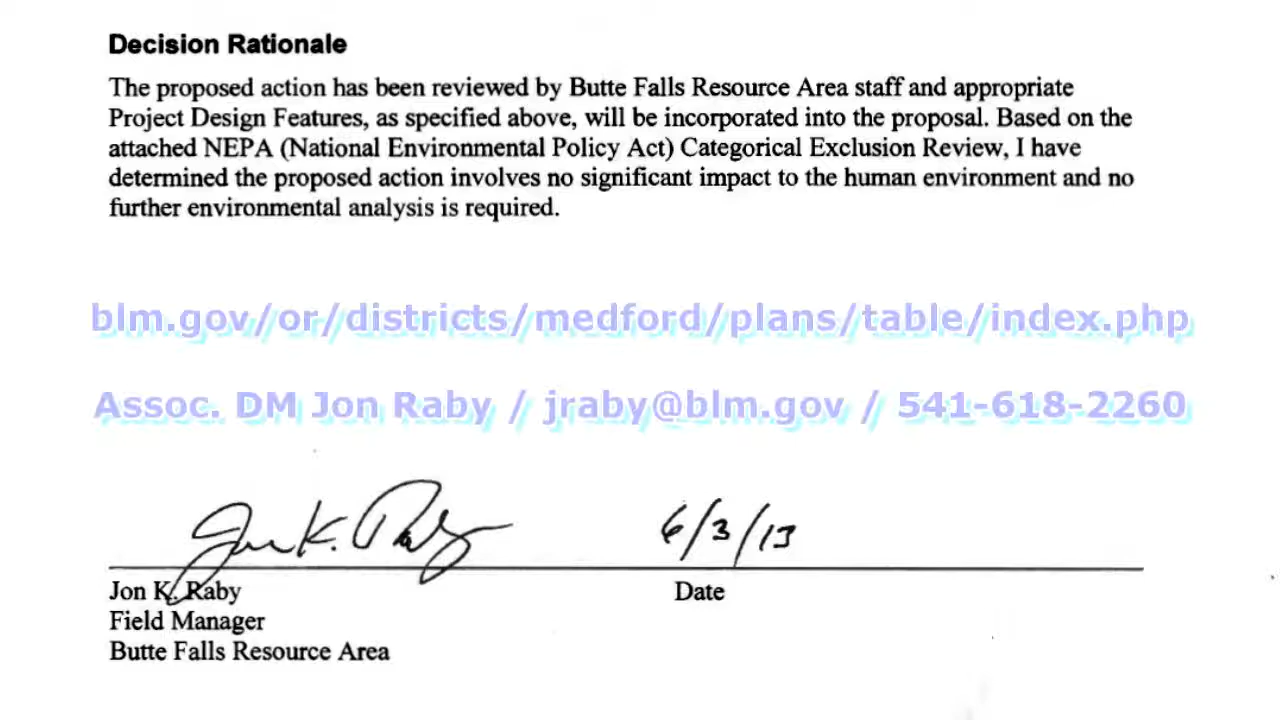 Decision Rationale
The proposed action has been reviewed by Butte Falls Resource Area staff and appropriate
Project Design Features, as specified above, will be incorporated into the proposal. Based on the
attached NEPA (National Environmental Policy Act) Categorical Exclusion Review, I have
determined the proposed action involves no significant impact to the human environment and no
further environmental analysis is required.
blm.gov/or/districts/medford/plans/table/index.php
Assoc. DM Jon Raby / jraby@blm.gov / 541-618-2260
Jon K. Raby 6/3/13
Jon K. Raby Date
Field Manager
Butte Falls Resource Area